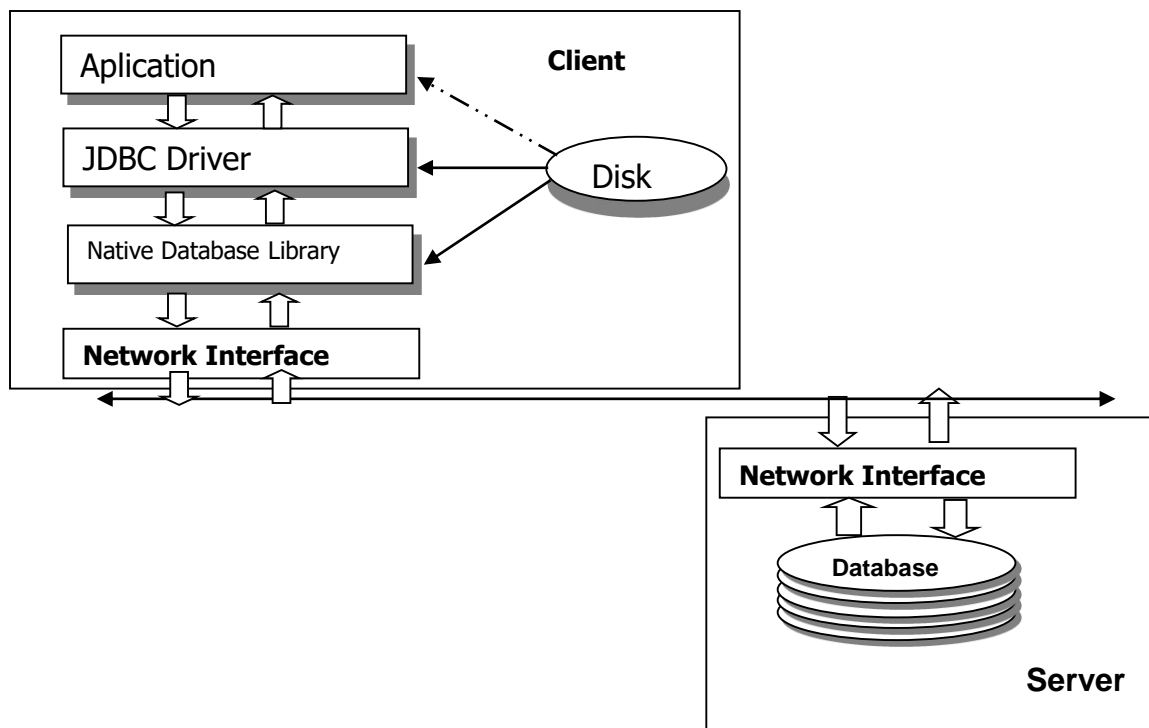 Aplication
Client
JDBC Driver
Disk
Native Database Library
Network Interface
Network Interface
Database
Server